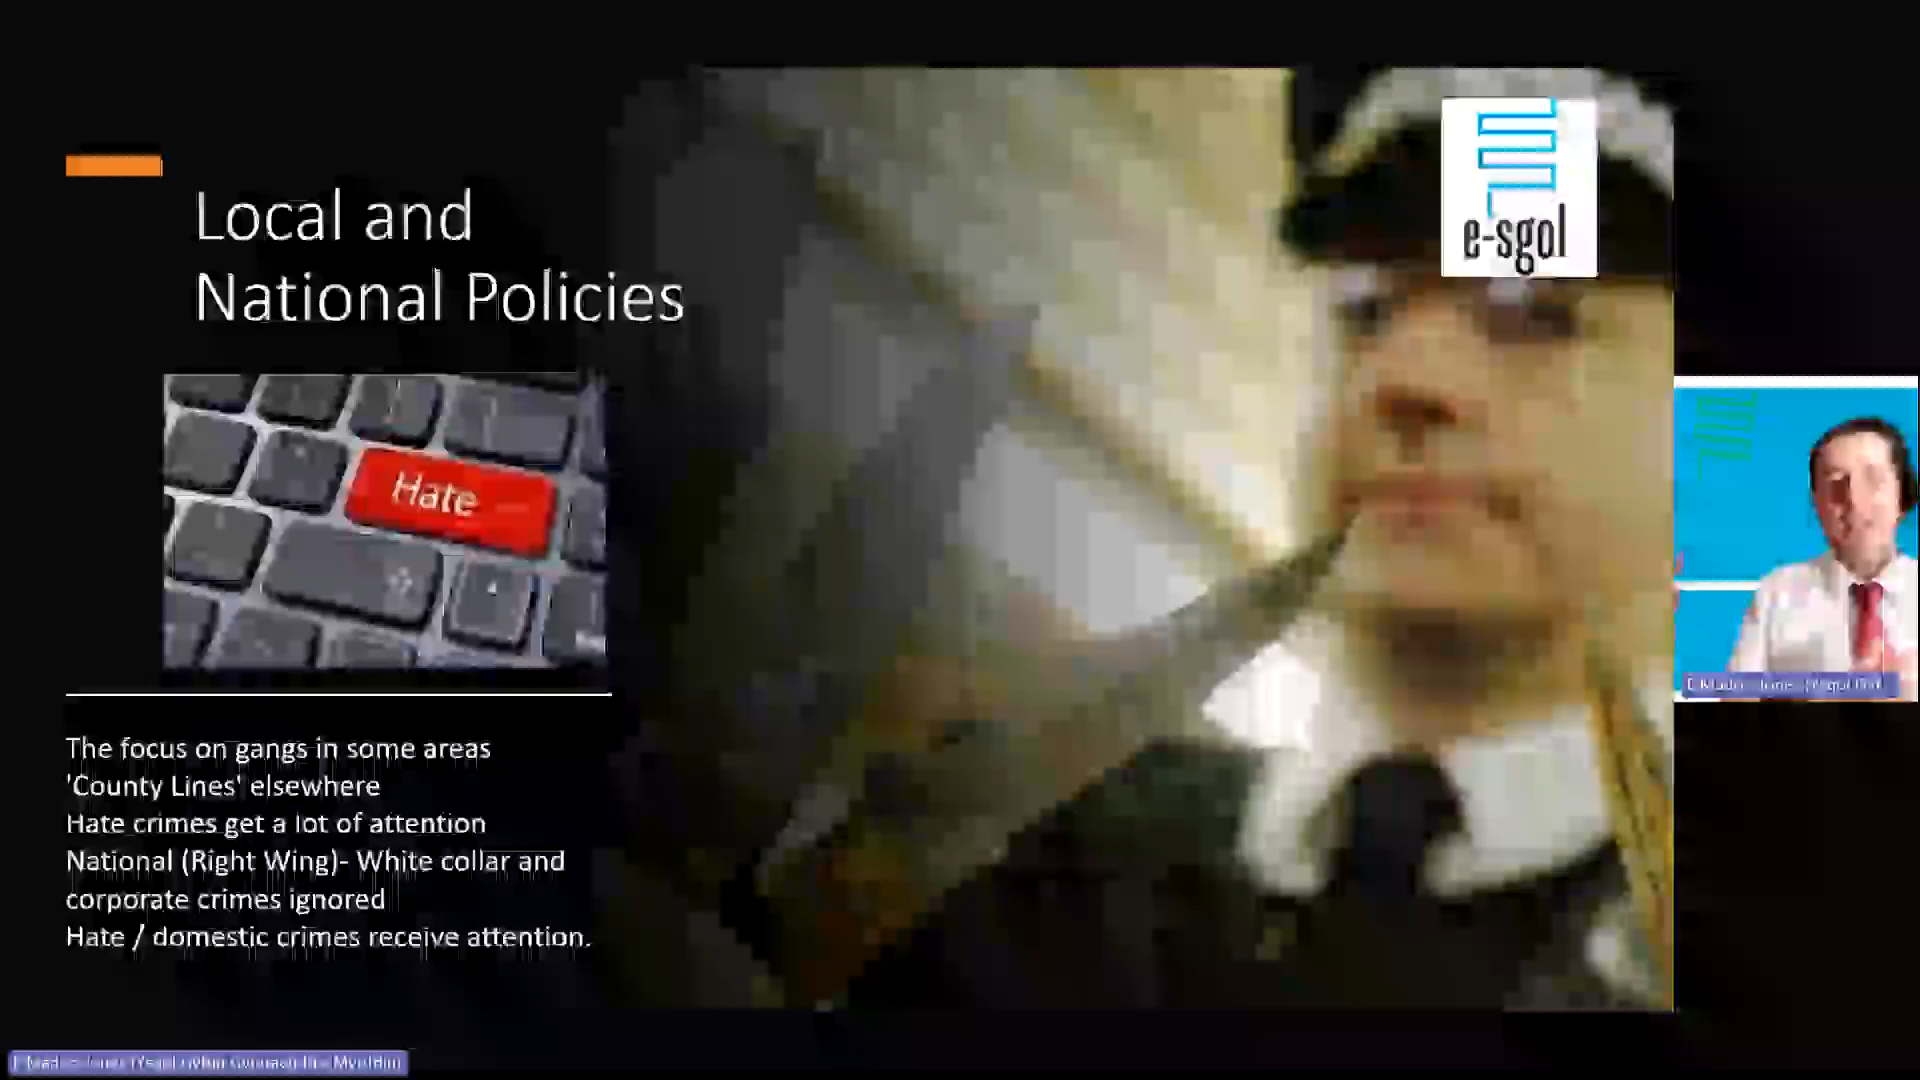 Local and
National Policies
e-sgol
Hate
The focus on gangs in some areas
'County Lines' elsewhere
Hate crimes get a lot of attention
National (Right Wing)- White collar and
corporate crimes ignored
Hate / domestic crimes receive attention.